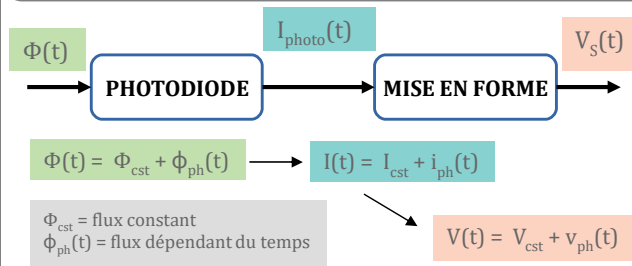 Φ(t)
I_photo(t)
V_S(t)
PHOTODIODE
MISE EN FORME
Φ(t) = Φ_cst + ϕ_ph(t)
I(t) = I_cst + i_ph(t)
Φ_cst = flux constant
ϕ_ph(t) = flux dépendant du temps
V(t) = V_cst + v_ph(t)